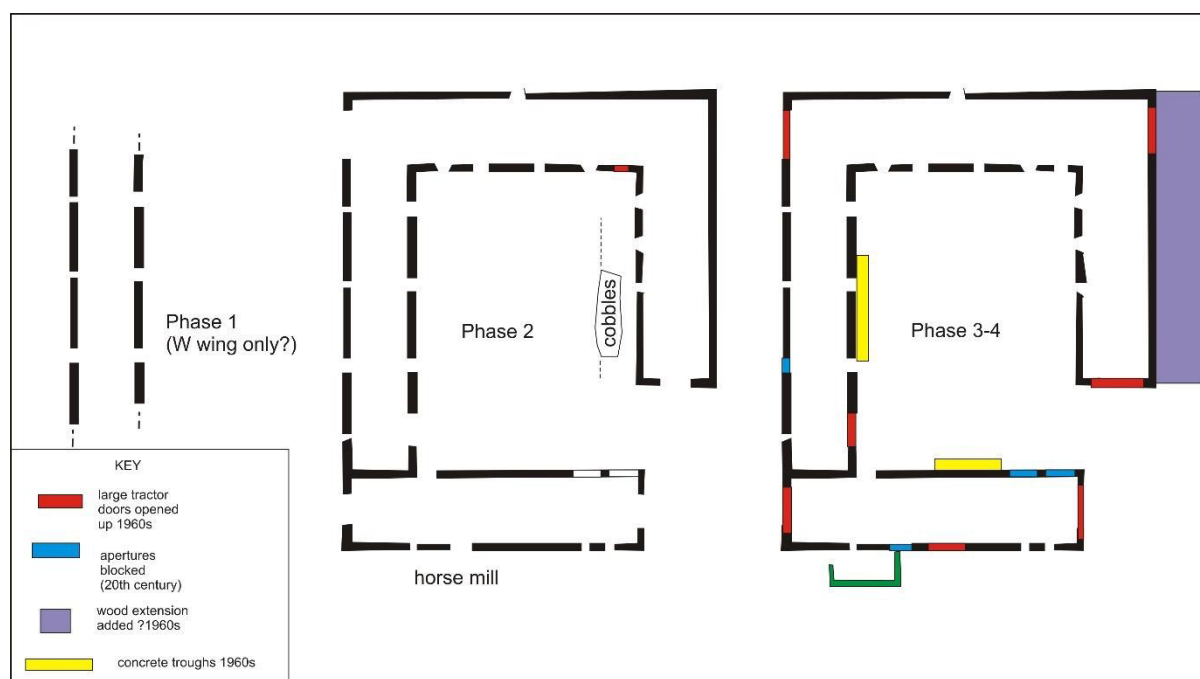 Phase 1
(W wing only?)
Phase 2
cobbles
Phase 3-4
horse mill
KEY
large tractor
doors opened
up 1960s
apertures
blocked
(20th century)
wood extension
added ?1960s
concrete troughs 1960s